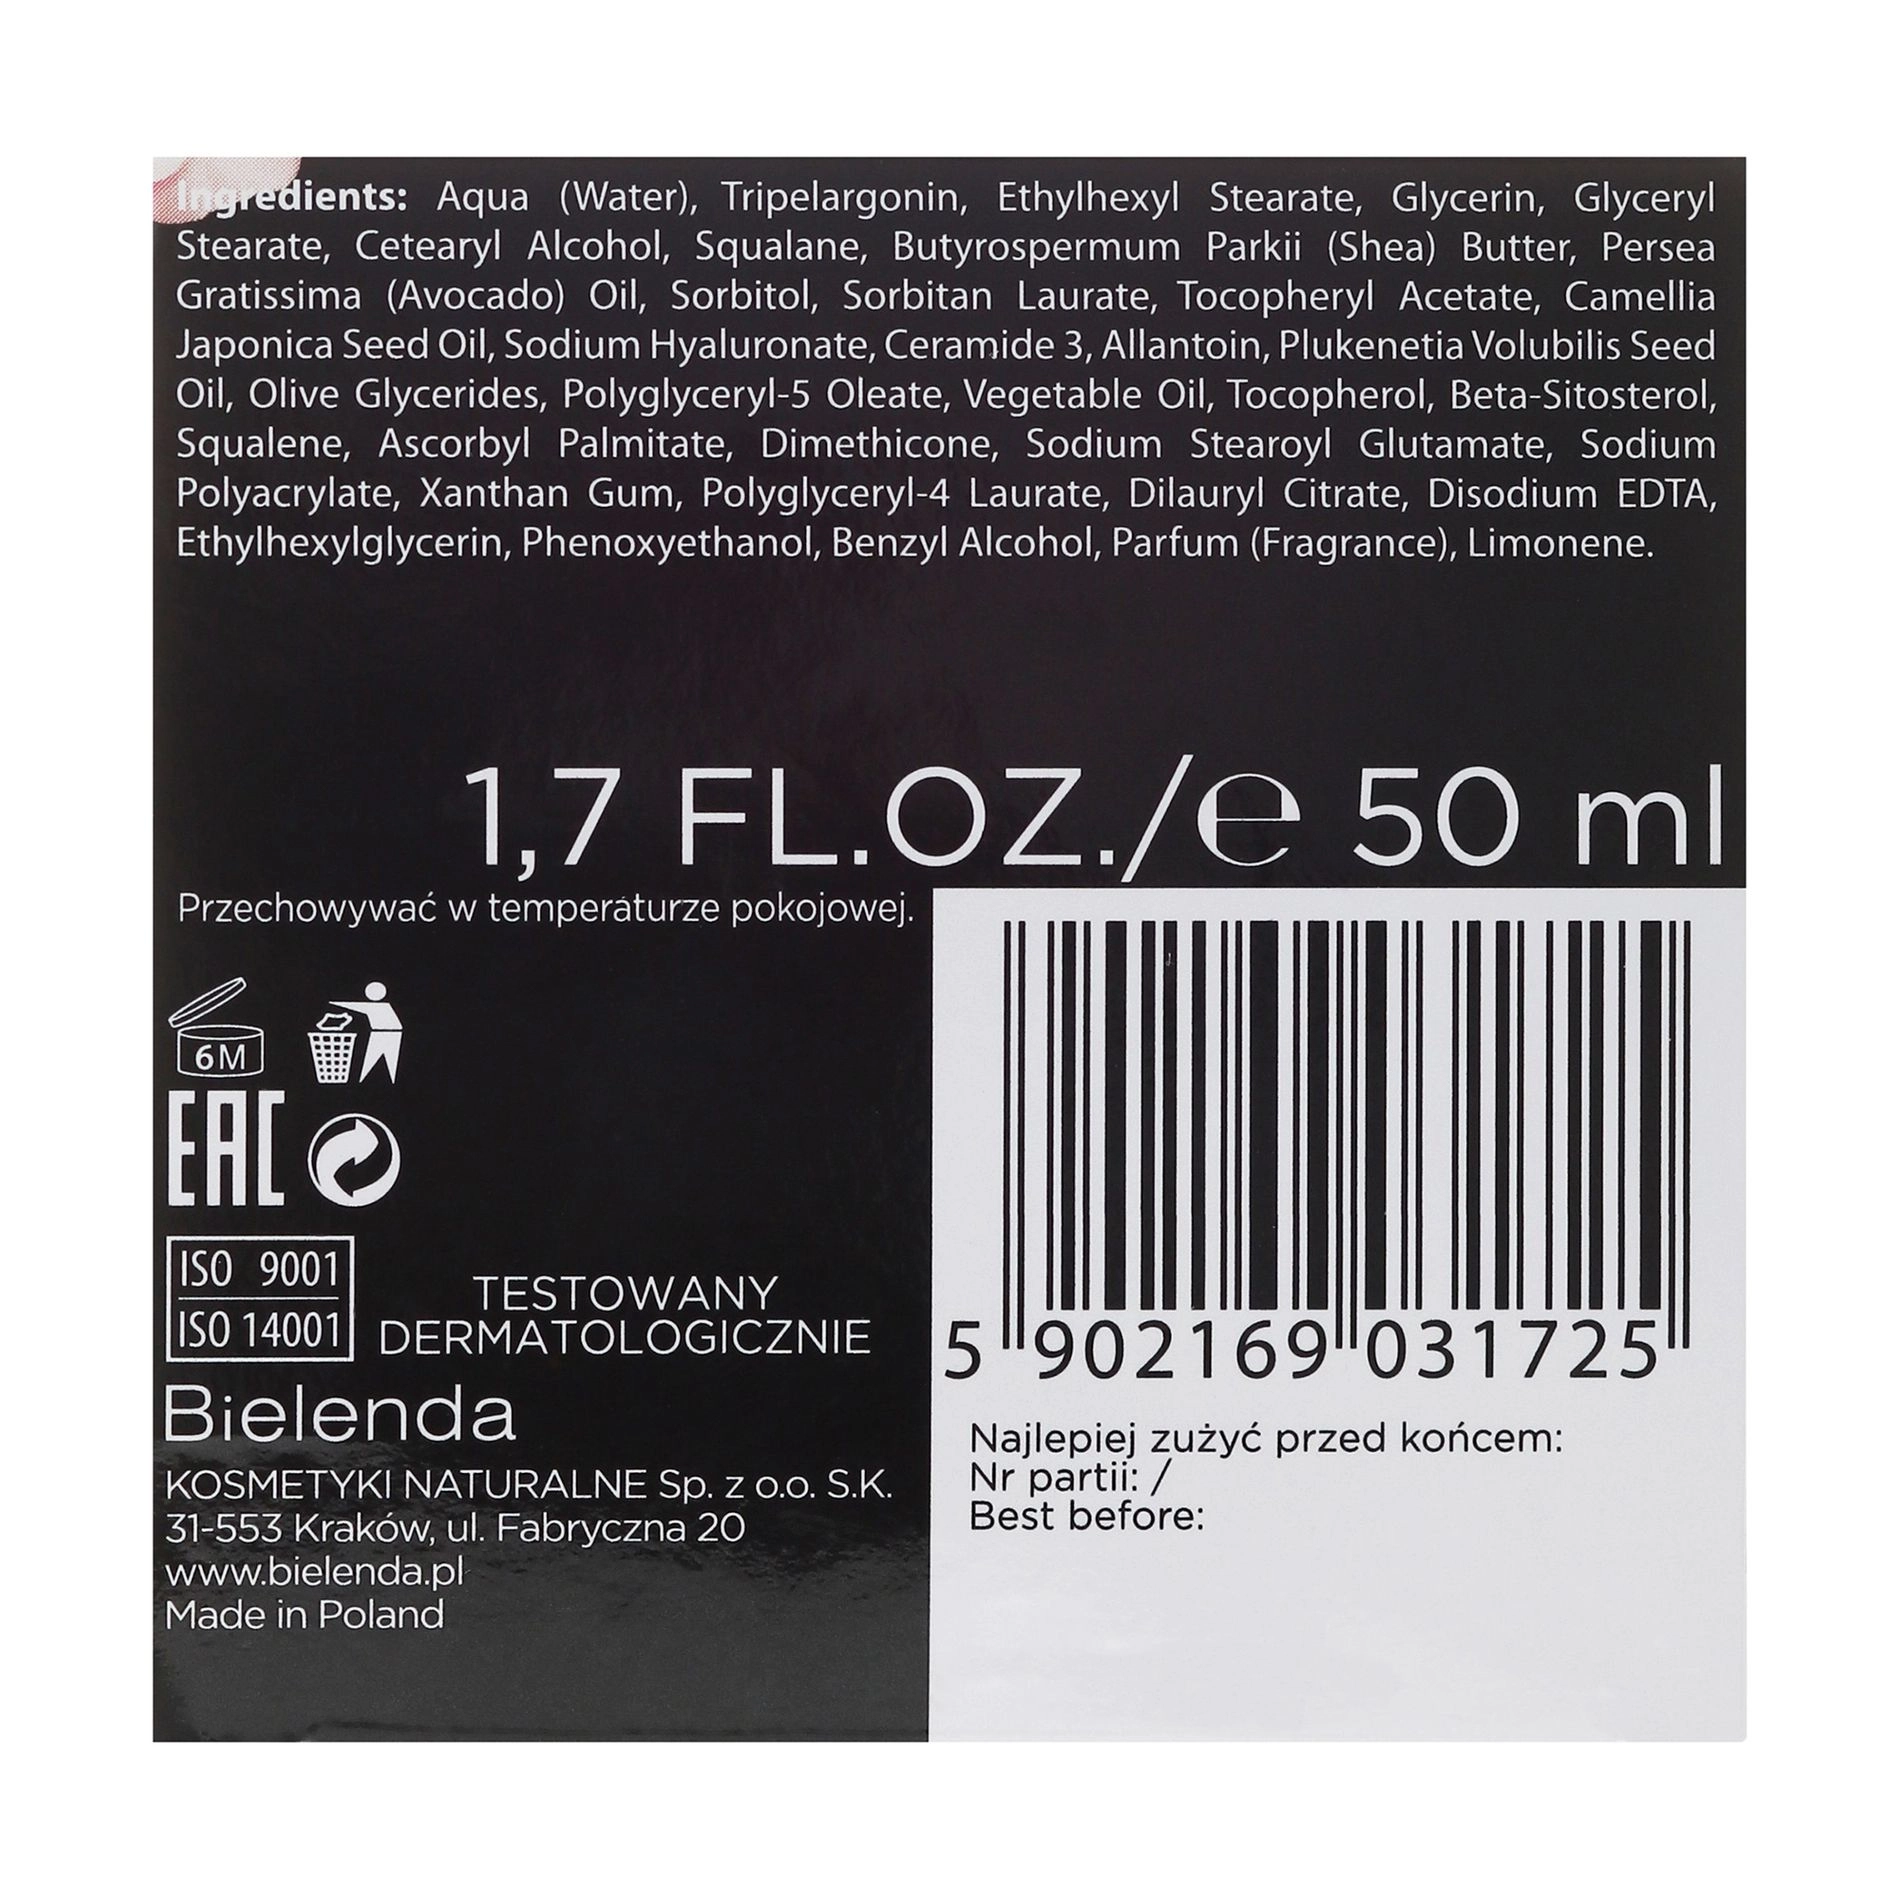 Ingredients: Aqua (Water), Tripelargonin, Ethylhexyl Stearate, Glycerin, Glyceryl
Stearate, Cetearyl Alcohol, Squalane, Butyrospermum Parkii (Shea) Butter, Persea
Gratissima (Avocado) Oil, Sorbitol, Sorbitan Laurate, Tocopheryl Acetate, Camellia
Japonica Seed Oil, Sodium Hyaluronate, Ceramide 3, Allantoin, Plukenetia Volubilis Seed
Oil, Olive Glycerides, Polyglyceryl-5 Oleate, Vegetable Oil, Tocopherol, Beta-Sitosterol,
Squalene, Ascorbyl Palmitate, Dimethicone, Sodium Stearoyl Glutamate, Sodium
Polyacrylate, Xanthan Gum, Polyglyceryl-4 Laurate, Dilauryl Citrate, Disodium EDTA,
Ethylhexylglycerin, Phenoxyethanol, Benzyl Alcohol, Parfum (Fragrance), Limonene.
1,7 FL.OZ./℮ 50 ml
Przechowywać w temperaturze pokojowej.
6M
EAC
ISO 9001
ISO 14001
TESTOWANY
DERMATOLOGICZNIE
Bielenda
KOSMETYKI NATURALNE Sp. z o.o. S.K.
31-553 Kraków, ul. Fabryczna 20
www.bielenda.pl
Made in Poland
5 902169 031725
Najlepiej zużyć przed końcem:
Nr partii: /
Best before: